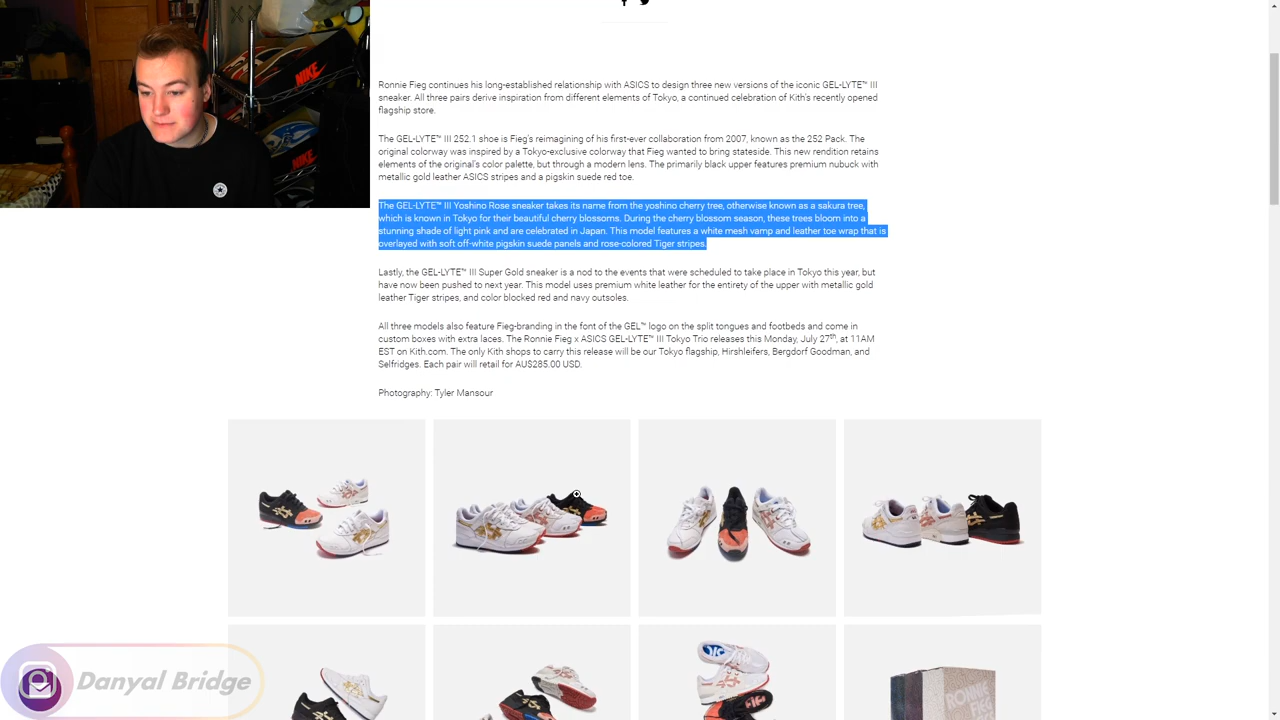 NIKE
NIKE
Ronnie Fieg continues his long-established relationship with ASICS to design three new versions of the iconic GEL-LYTE™ III
sneaker. All three pairs derive inspiration from different elements of Tokyo, a continued celebration of Kith's recently opened
flagship store.
The GEL-LYTE™ III 252.1 shoe is Fieg's reimagining of his first-ever collaboration from 2007, known as the 252 Pack. The
original colorway was inspired by a Tokyo-exclusive colorway that Fieg wanted to bring stateside. This new rendition retains
elements of the original's color palette, but through a modern lens. The primarily black upper features premium nubuck with
metallic gold leather ASICS stripes and a pigskin suede red toe.
The GEL-LYTE™ III Yoshino Rose sneaker takes its name from the yoshino cherry tree, otherwise known as a sakura tree,
which is known in Tokyo for their beautiful cherry blossoms. During the cherry blossom season, these trees bloom into a
stunning shade of light pink and are celebrated in Japan. This model features a white mesh vamp and leather toe wrap that is
overlayed with soft off-white pigskin suede panels and rose-colored Tiger stripes.
Lastly, the GEL-LYTE™ III Super Gold sneaker is a nod to the events that were scheduled to take place in Tokyo this year, but
have now been pushed to next year. This model uses premium white leather for the entirety of the upper with metallic gold
leather Tiger stripes, and color blocked red and navy outsoles.
All three models also feature Fieg-branding in the font of the GEL™ logo on the split tongues and footbeds and come in
custom boxes with extra laces. The Ronnie Fieg x ASICS GEL-LYTE™ III Tokyo Trio releases this Monday, July 27th, at 11AM
EST on Kith.com. The only Kith shops to carry this release will be our Tokyo flagship, Hirshleifers, Bergdorf Goodman, and
Selfridges. Each pair will retail for AU$285.00 USD.
Photography: Tyler Mansour
RONNIE
FIEG
Danyal Bridge